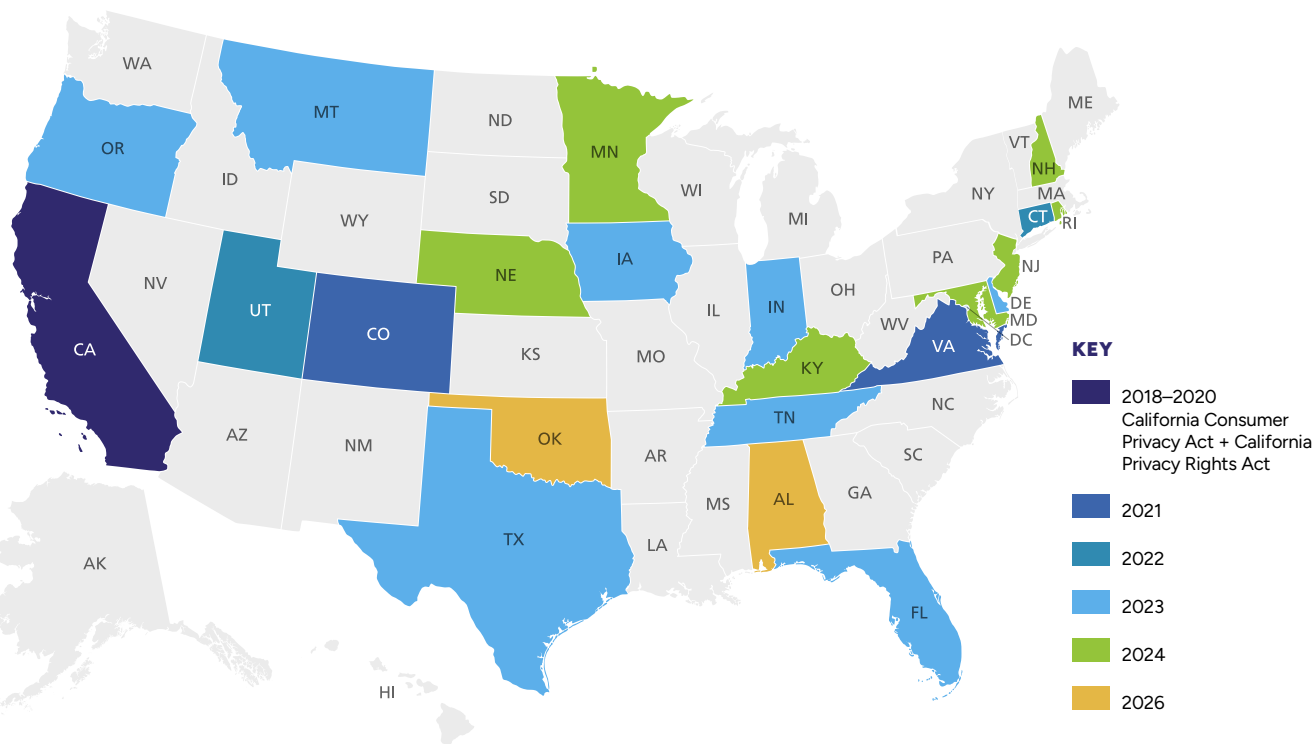 WA
MT
ND
MN
ME
OR
ID
SD
WI
VT
NH
NY
MA
CT
RI
WY
MI
NV
UT
NE
IA
PA
NJ
CO
IL
IN
OH
DE
MD
DC
WV
VA
CA
KS
MO
KY
AZ
NM
OK
AR
TN
NC
SC
MS
AL
GA
TX
LA
FL
AK
HI
KEY
2018–2020
California Consumer
Privacy Act + California
Privacy Rights Act
2021
2022
2023
2024
2026